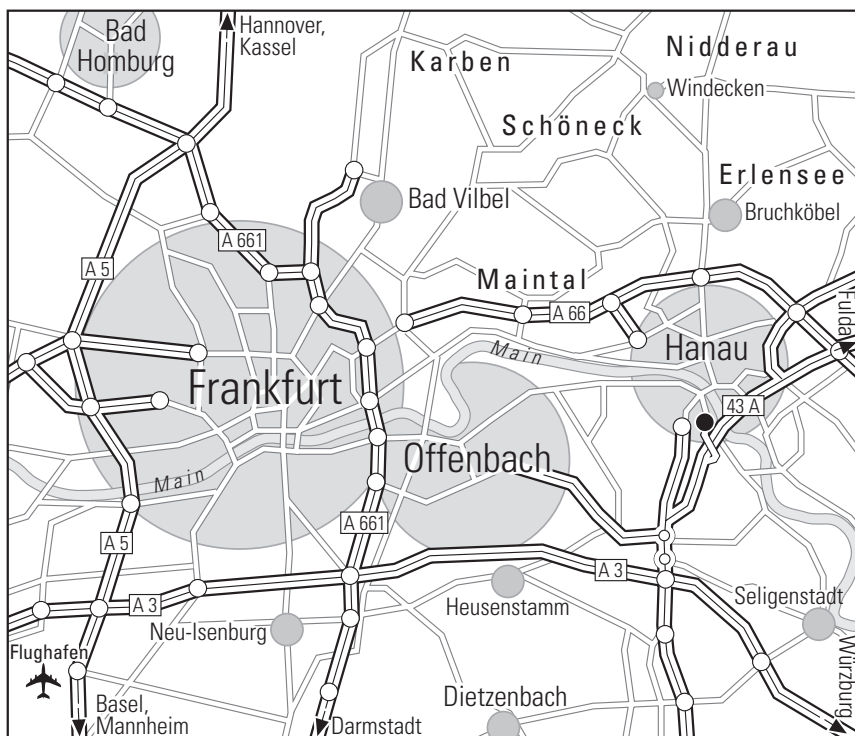 Bad
Homburg
Hannover,
Kassel
Karben
Nidderau
Windecken
Schöneck
Erlensee
Bad Vilbel
Bruchköbel
A 661
A 5
Maintal
A 66
Fulda
Main
Hanau
Frankfurt
43 A
Offenbach
Main
A 661
A 5
A 3
A 3
Heusenstamm
Seligenstadt
Neu-Isenburg
Flughafen
Würzburg
Basel,
Mannheim
Dietzenbach
Darmstadt